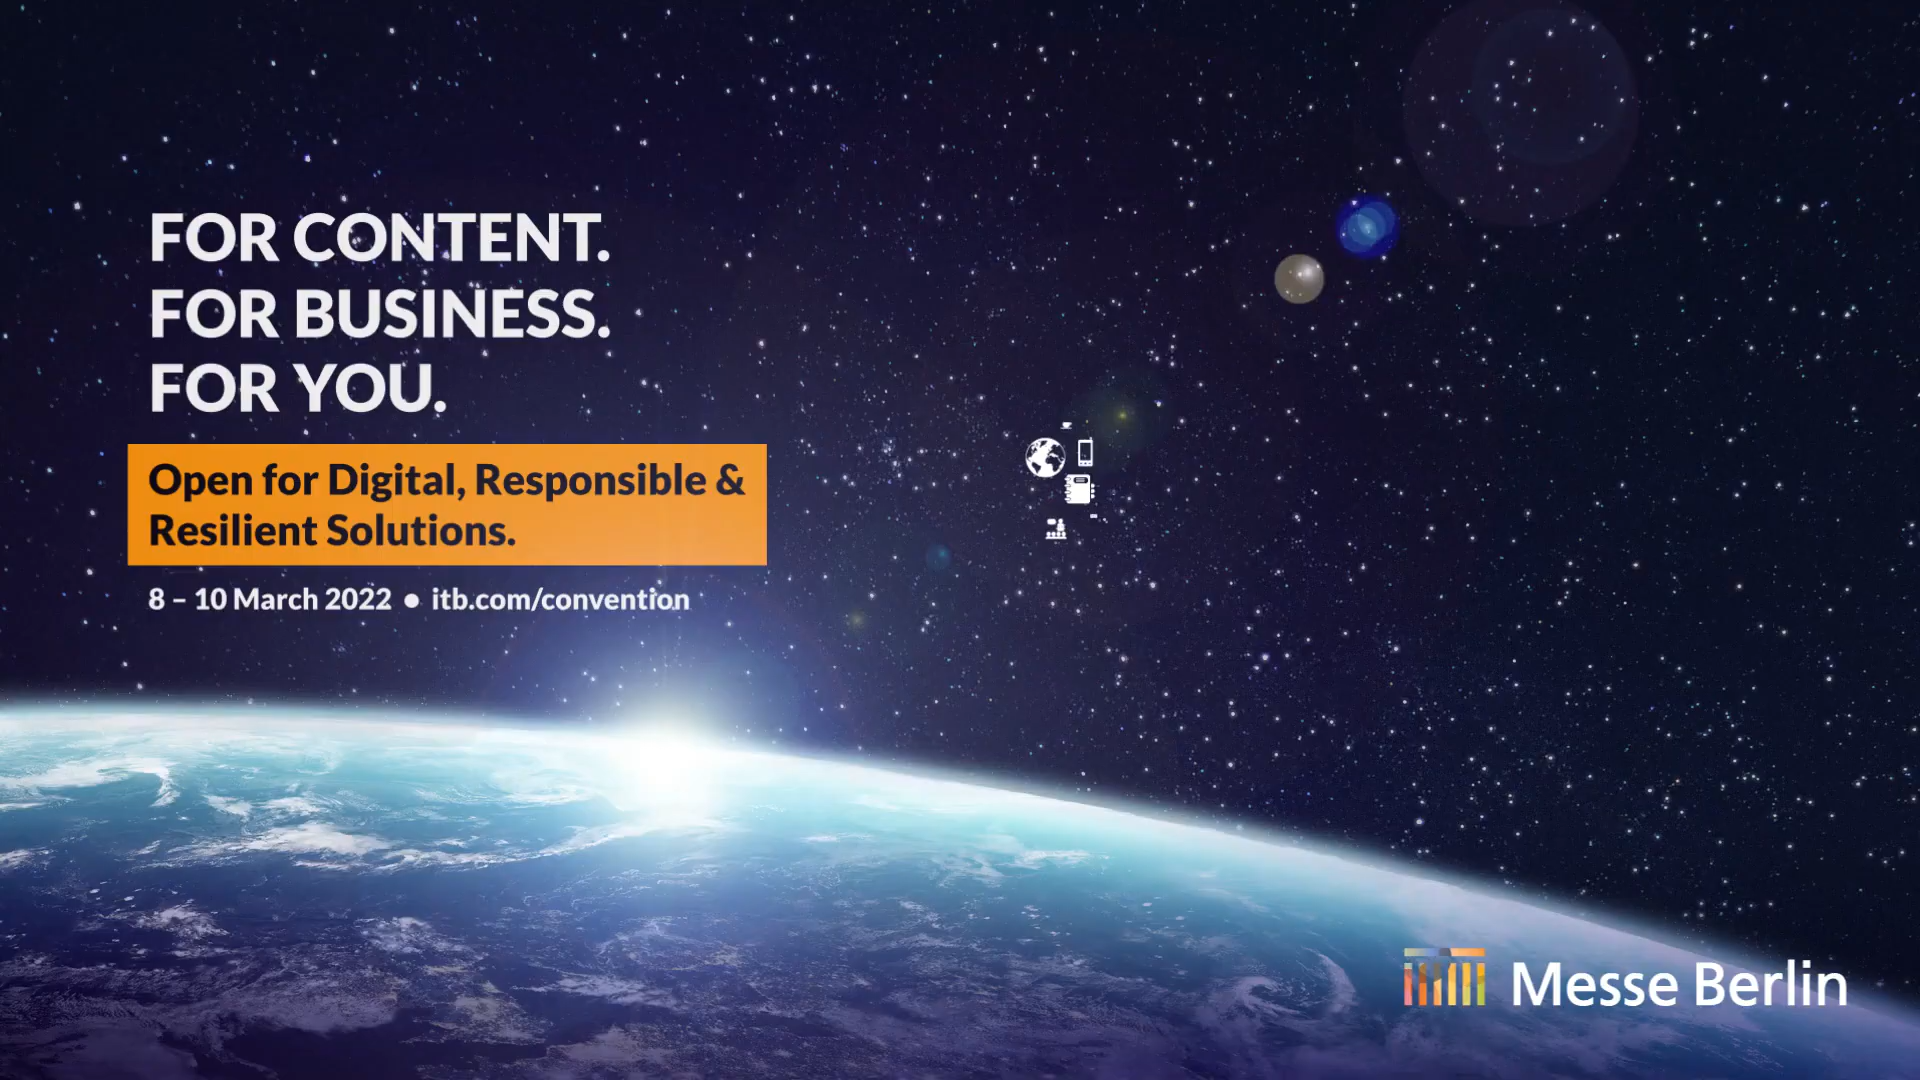 FOR CONTENT.
FOR BUSINESS.
FOR YOU.
Open for Digital, Responsible &
Resilient Solutions.
8 – 10 March 2022 ● itb.com/convention
Messe Berlin